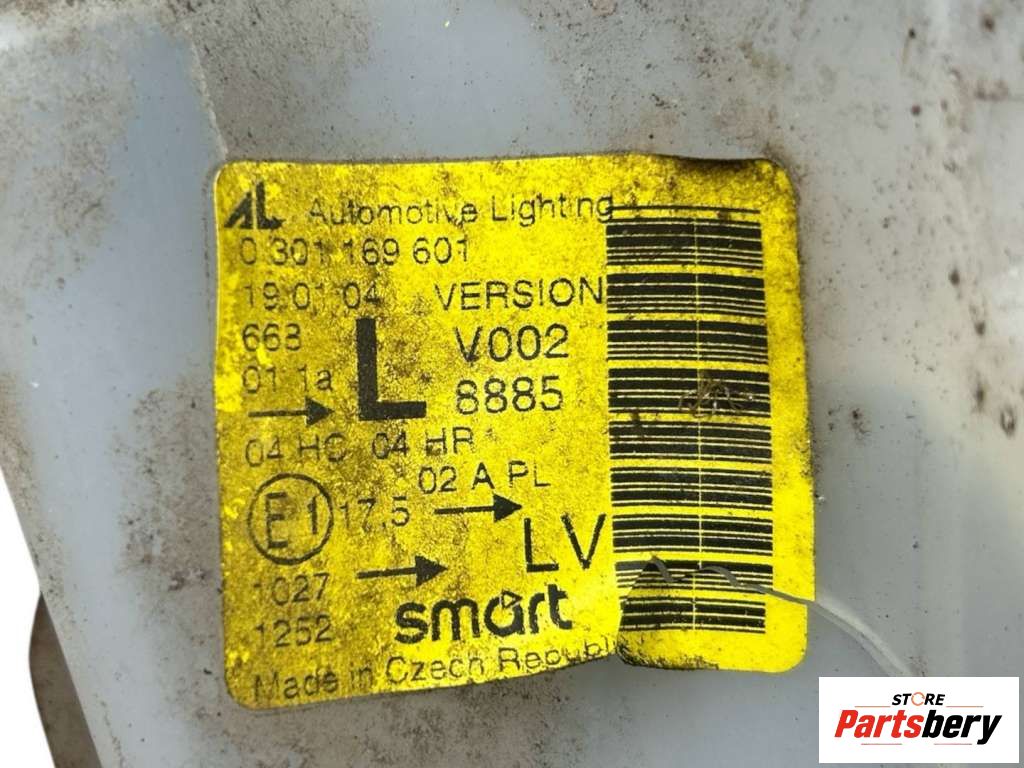 AL Automotive Lighting
0 301 169 601
19.01.04 VERSION
663 L V002
01 1a 8885
04 HC 04 HR
02 A PL
E1 17.5
LV
1027
1252 smart
Made in Czech Republic
STORE
Partsbery